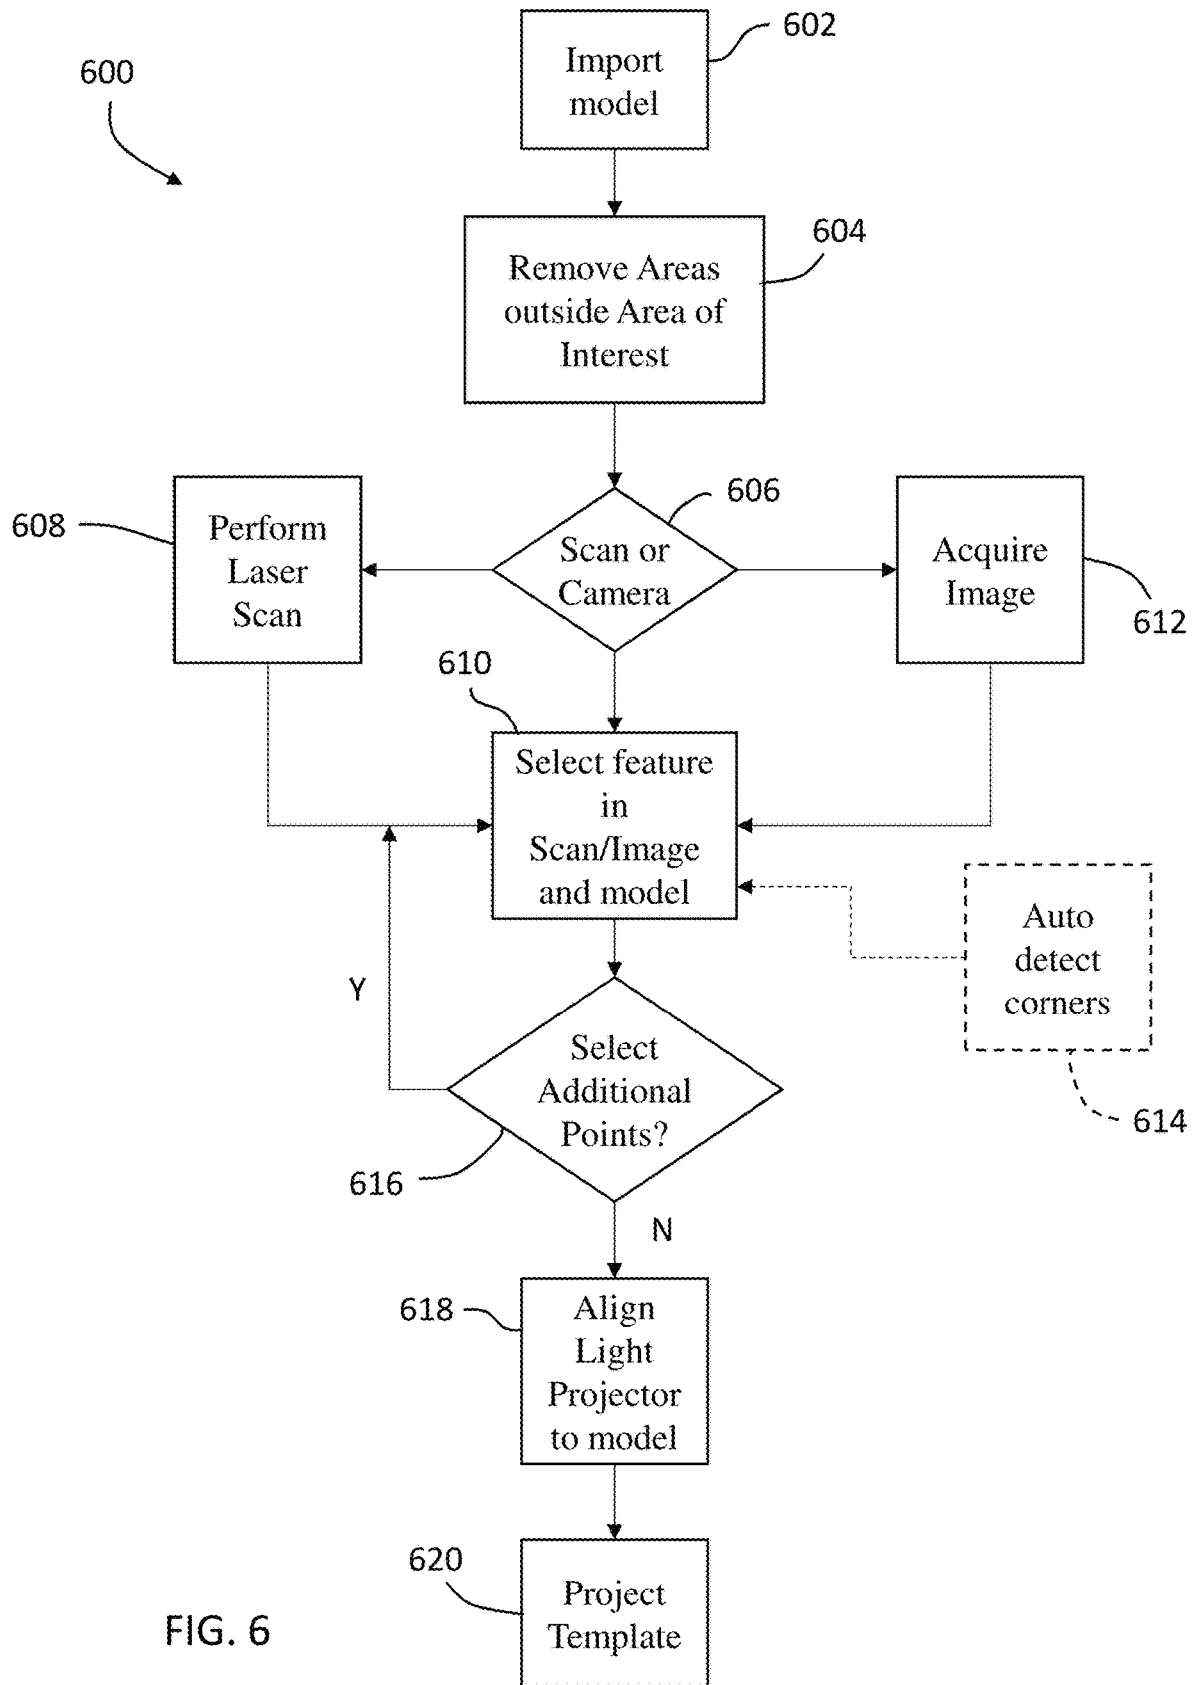 602
Import
model
600
604
Remove Areas
outside Area of
Interest
606
608
Perform
Laser
Scan
Scan or
Camera
Acquire
Image
612
610
Select feature
in
Scan/Image
and model
Auto
detect
corners
614
Y
Select
Additional
Points?
616
N
618
Align
Light
Projector
to model
620
Project
Template
FIG. 6